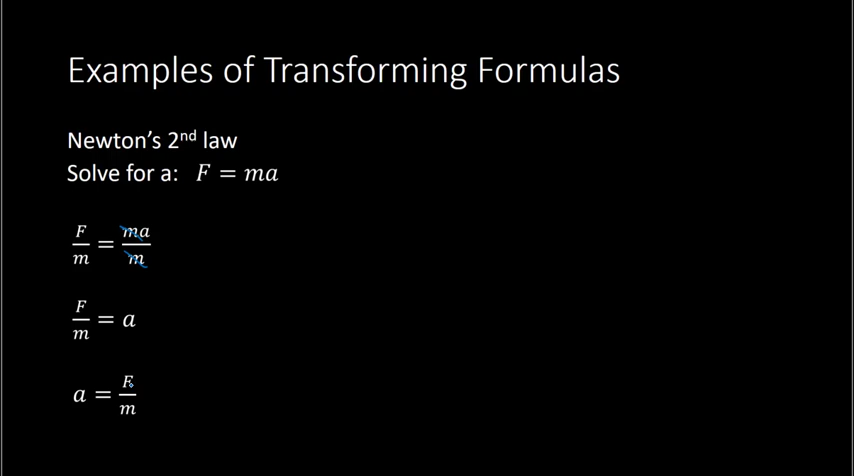 Examples of Transforming Formulas
Newton's 2nd law
Solve for a: F = ma
F/m = ma/m
F/m = a
a = F/m